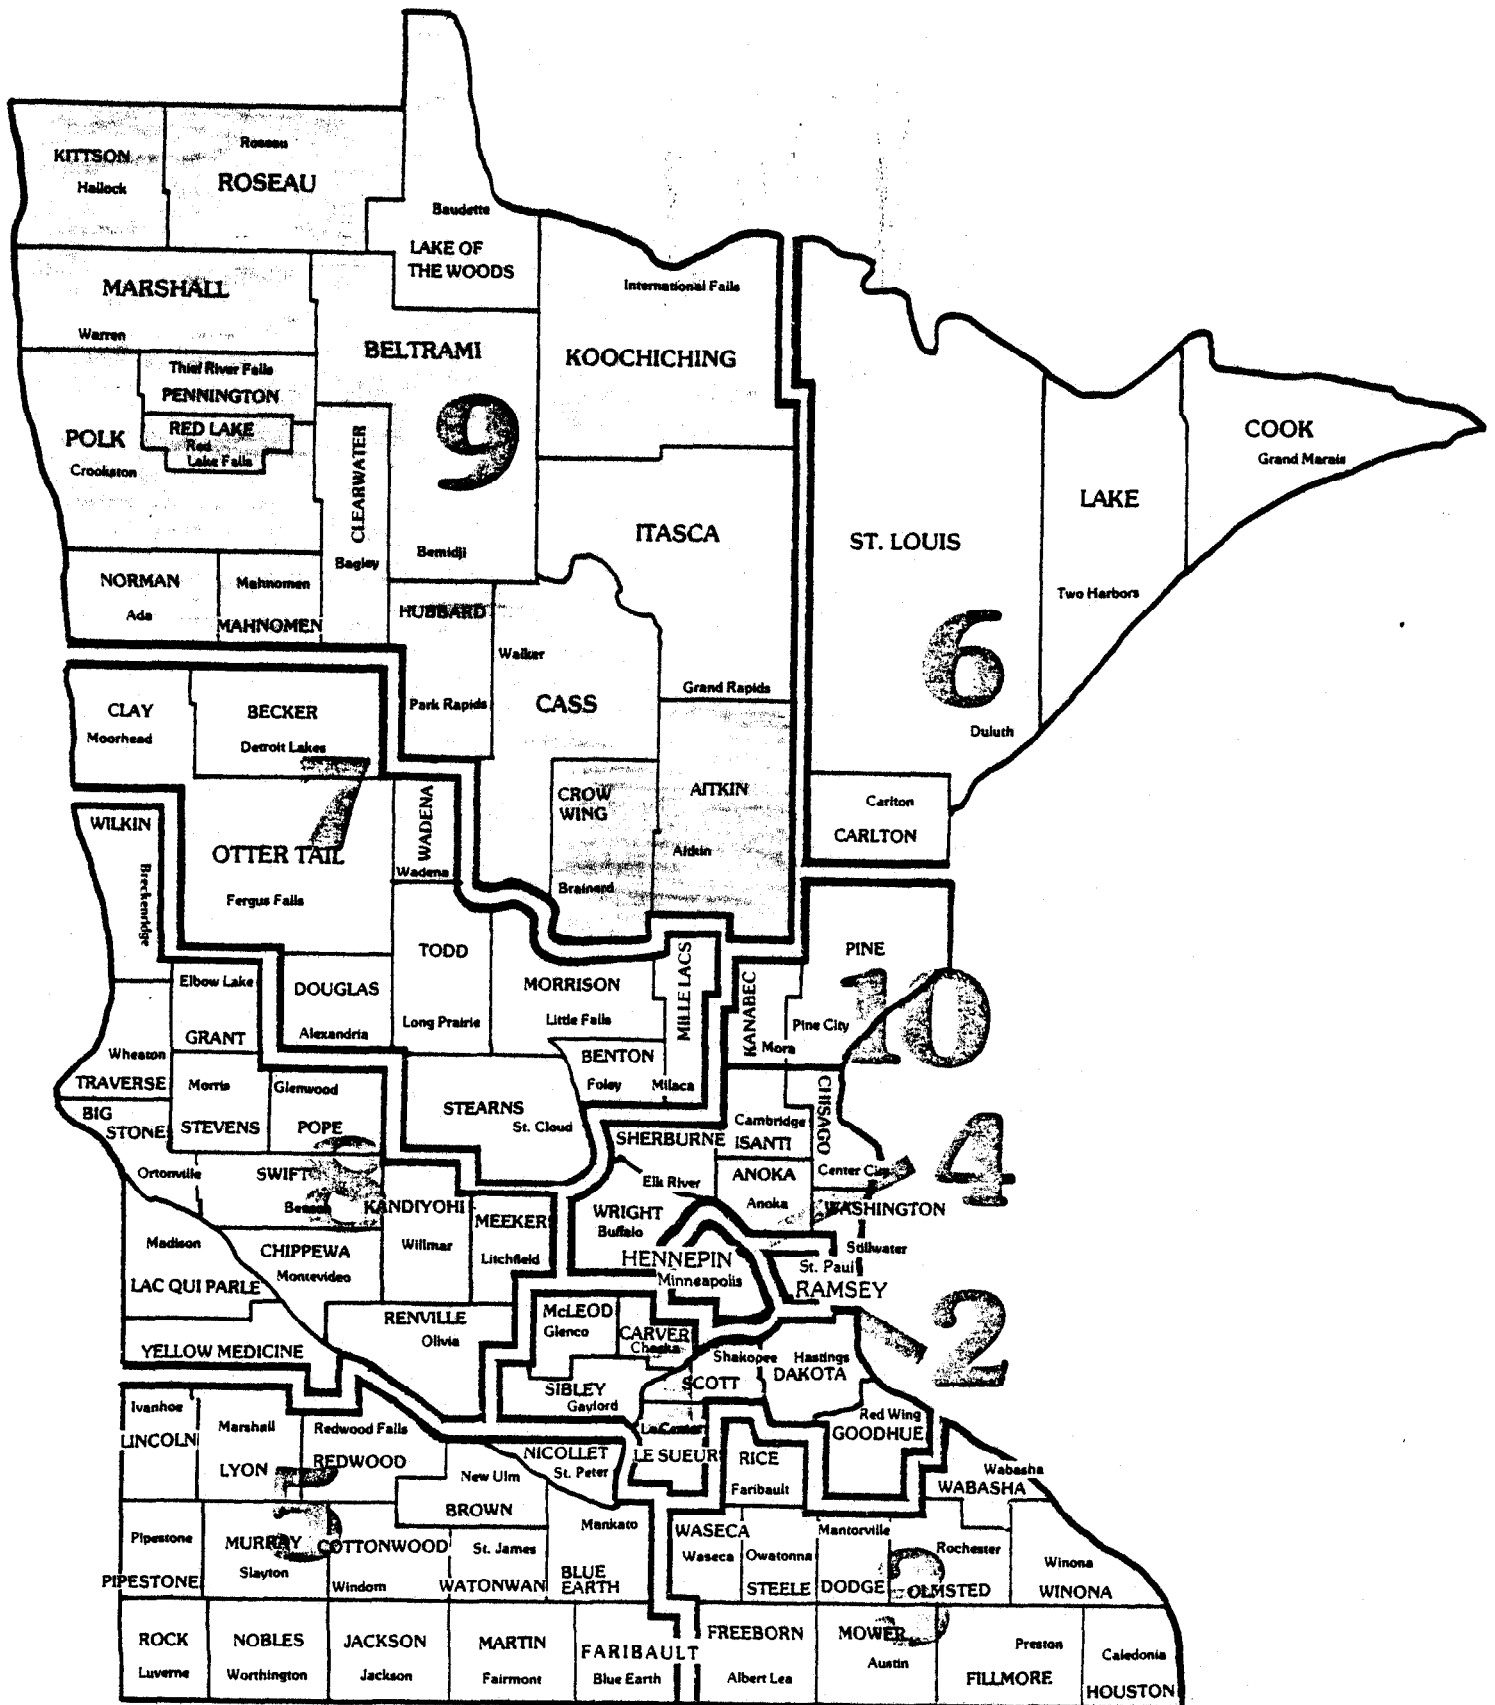 KITTSON
Hallock
Roseau
ROSEAU
Baudette
LAKE OF
THE WOODS
MARSHALL
Warren
International Falls
BELTRAMI
KOOCHICHING
Thief River Falls
PENNINGTON
RED LAKE
Red
Lake Falls
POLK
Crookston
9
CLEARWATER
Bagley
Bemidji
ITASCA
Grand Rapids
ST. LOUIS
LAKE
COOK
Grand Marais
Two Harbors
6
Duluth
NORMAN
Ada
Mahnomen
MAHNOMEN
HUBBARD
Park Rapids
Walker
CASS
CLAY
Moorhead
BECKER
Detroit Lakes
7
CROW
WING
Brainerd
AITKIN
Aitkin
Carlton
CARLTON
WILKIN
Breckenridge
OTTER TAIL
Fergus Falls
WADENA
Wadena
TODD
Long Prairie
MORRISON
Little Falls
MILLE LACS
Milaca
KANABEC
Mora
PINE
Pine City
10
Elbow Lake
GRANT
DOUGLAS
Alexandria
BENTON
Foley
Wheaton
TRAVERSE
Morris
STEVENS
Glenwood
POPE
STEARNS
St. Cloud
SHERBURNE
Elk River
Cambridge
ISANTI
CHISAGO
Center City
4
BIG
STONE
Ortonville
SWIFT
Benson
8
KANDIYOHI
Willmar
MEEKER
Litchfield
WRIGHT
Buffalo
ANOKA
Anoka
WASHINGTON
Stillwater
Madison
LAC QUI PARLE
CHIPPEWA
Montevideo
HENNEPIN
Minneapolis
St. Paul
RAMSEY
RENVILLE
Olivia
McLEOD
Glenco
CARVER
Chaska
2
YELLOW MEDICINE
SIBLEY
Gaylord
Shakopee
SCOTT
Hastings
DAKOTA
Ivanhoe
LINCOLN
Marshall
LYON
Redwood Falls
REDWOOD
NICOLLET
St. Peter
LeCenter
LE SUEUR
RICE
Faribault
Red Wing
GOODHUE
Wabasha
WABASHA
5
New Ulm
BROWN
Pipestone
PIPESTONE
MURRAY
Slayton
COTTONWOOD
Windom
St. James
WATONWAN
Mankato
BLUE
EARTH
WASECA
Waseca
Owatonna
STEELE
Mantorville
DODGE
Rochester
OLMSTED
3
Winona
WINONA
ROCK
Luverne
NOBLES
Worthington
JACKSON
Jackson
MARTIN
Fairmont
FARIBAULT
Blue Earth
FREEBORN
Albert Lea
MOWER
Austin
Preston
FILLMORE
Caledonia
HOUSTON